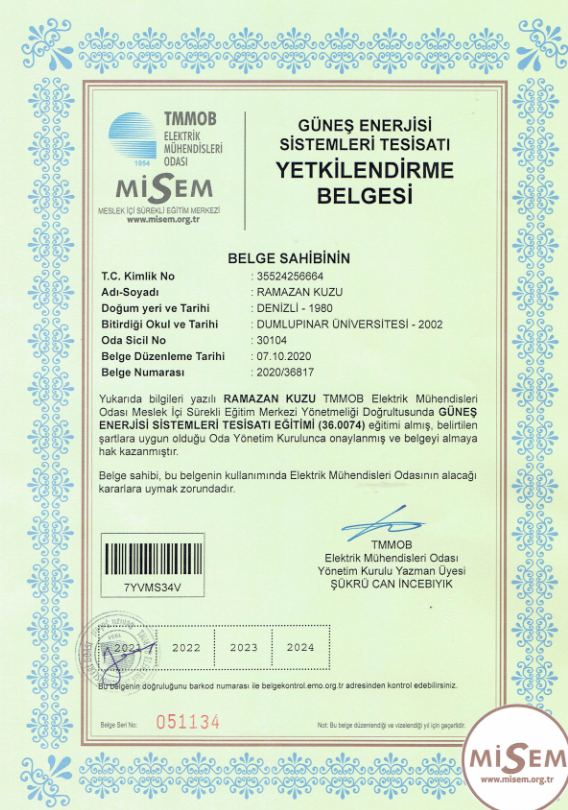 TMMOB
ELEKTRİK
MÜHENDİSLERİ
ODASI
1954
MİSEM
MESLEK İÇİ SÜREKLİ EĞİTİM MERKEZİ
www.misem.org.tr
GÜNEŞ ENERJİSİ
SİSTEMLERİ TESİSATI
YETKİLENDİRME
BELGESİ
BELGE SAHİBİNİN
T.C. Kimlik No : 35524256664
Adı-Soyadı : RAMAZAN KUZU
Doğum yeri ve Tarihi : DENİZLİ - 1980
Bitirdiği Okul ve Tarihi : DUMLUPINAR ÜNİVERSİTESİ - 2002
Oda Sicil No : 30104
Belge Düzenleme Tarihi : 07.10.2020
Belge Numarası : 2020/36817
Yukarıda bilgileri yazılı RAMAZAN KUZU TMMOB Elektrik Mühendisleri
Odası Meslek İçi Sürekli Eğitim Merkezi Yönetmeliği Doğrultusunda GÜNEŞ
ENERJİSİ SİSTEMLERİ TESİSATI EĞİTİMİ (36.0074) eğitimi almış, belirtilen
şartlara uygun olduğu Oda Yönetim Kurulunca onaylanmış ve belgeyi almaya
hak kazanmıştır.
Belge sahibi, bu belgenin kullanımında Elektrik Mühendisleri Odasının alacağı
kararlara uymak zorundadır.
TMMOB
Elektrik Mühendisleri Odası
Yönetim Kurulu Yazman Üyesi
ŞÜKRÜ CAN İNCEBIYIK
7YVMS34V
2021 2022 2023 2024
Bu belgenin doğruluğunu barkod numarası ile belgekontrol.emo.org.tr adresinden kontrol edebilirsiniz.
Belge Seri No: 051134
Not: Bu belge düzenlendiği ve vizelendiği yıl için geçerlidir.
MİSEM
www.misem.org.tr